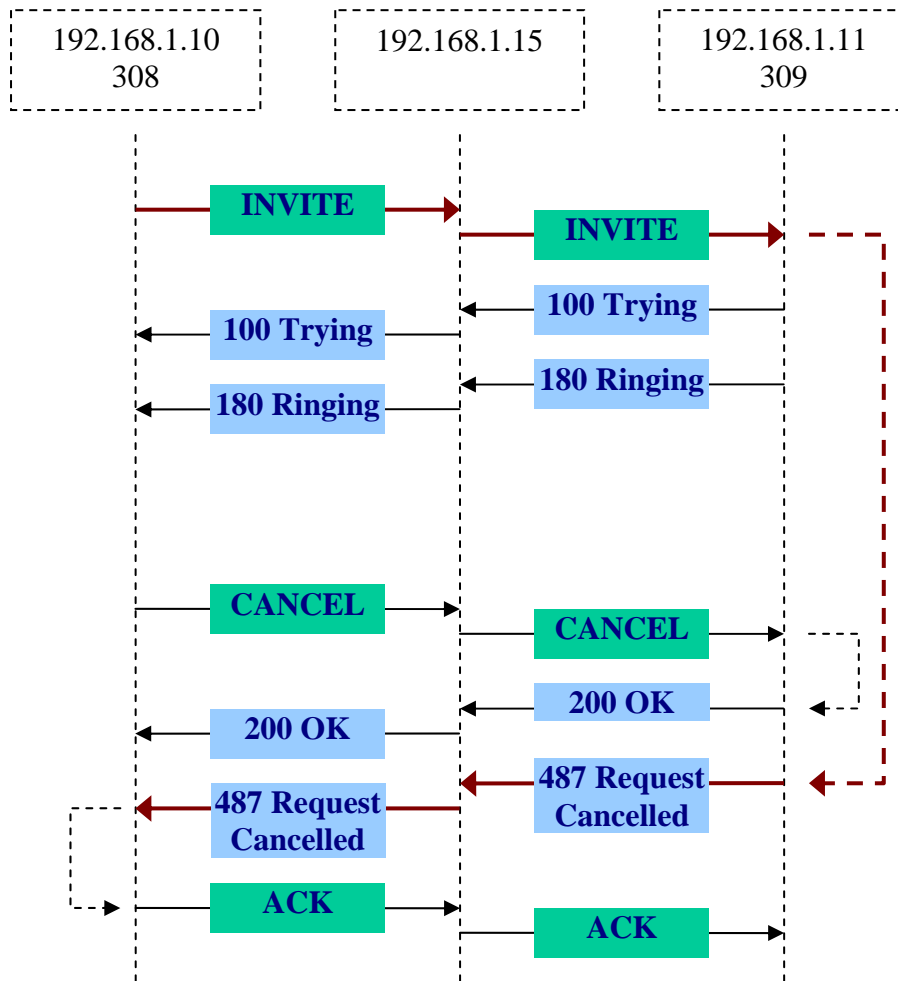 192.168.1.10
308
192.168.1.15
192.168.1.11
309
INVITE
INVITE
100 Trying
100 Trying
180 Ringing
180 Ringing
CANCEL
CANCEL
200 OK
200 OK
487 Request
Cancelled
487 Request
Cancelled
ACK
ACK